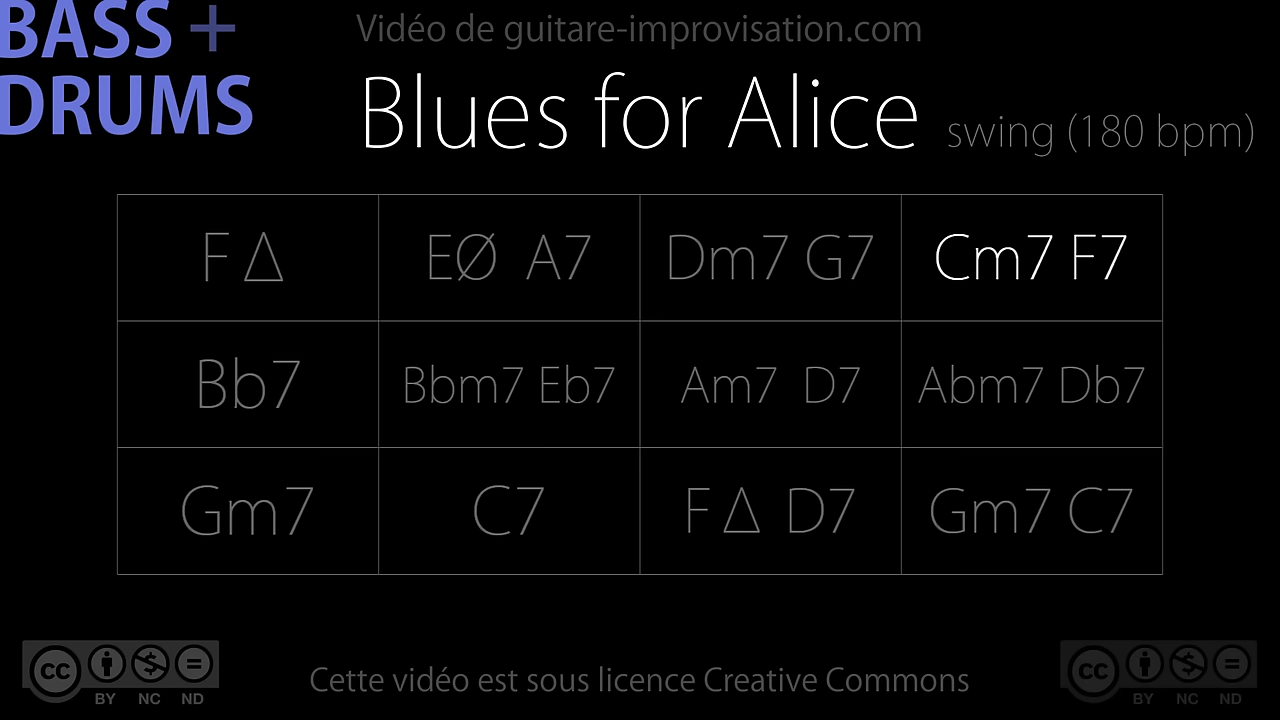 BASS +
DRUMS
Vidéo de guitare-improvisation.com
Blues for Alice swing (180 bpm)
F Δ EØ A7 Dm7 G7 Cm7 F7
Bb7 Bbm7 Eb7 Am7 D7 Abm7 Db7
Gm7 C7 F Δ D7 Gm7 C7
cc BY NC ND
Cette vidéo est sous licence Creative Commons
cc BY NC ND